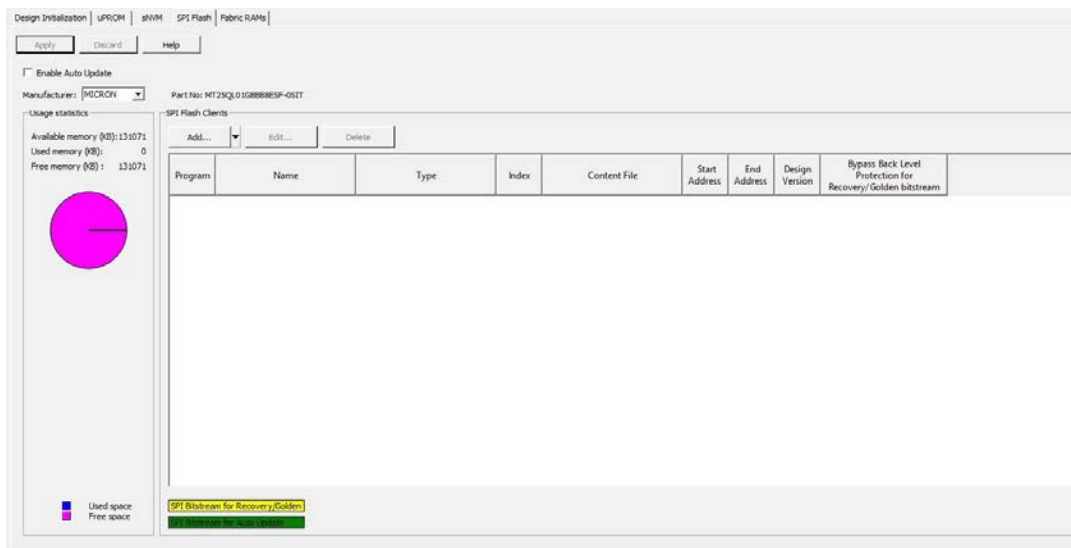 Design Initialization uPROM sNVM SPI Flash Fabric RAMs
Apply Discard Help
Enable Auto Update
Manufacturer: MICRON Part No: MT25QL01GBBB8ESF-0SIT
Usage statistics
Available memory (KB): 131071
Used memory (KB): 0
Free memory (KB) : 131071
SPI Flash Clients
Add... Edit... Delete
Program Name Type Index Content File Start Address End Address Design Version Bypass Back Level Protection for Recovery/Golden bitstream
Used space
Free space
SPI Bitstream for Recovery/Golden
SPI Bitstream for Auto Update